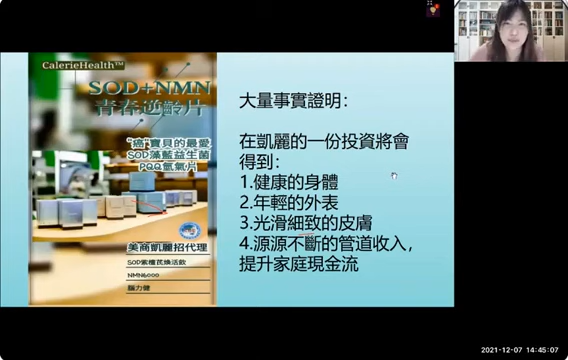 CalerieHealth™
SOD+NMN
青春逆齡片
"癌"寶貝的最愛
SOD藻藍益生菌
PQQ氫氣片
美商凱麗招代理
SOD紫檀芪煥活飲
NMN6000
腦力健
大量事實證明：
在凱麗的一份投資將會
得到：
1.健康的身體
2.年輕的外表
3.光滑細致的皮膚
4.源源不斷的管道收入，
提升家庭現金流
2021-12-07 14:45:07